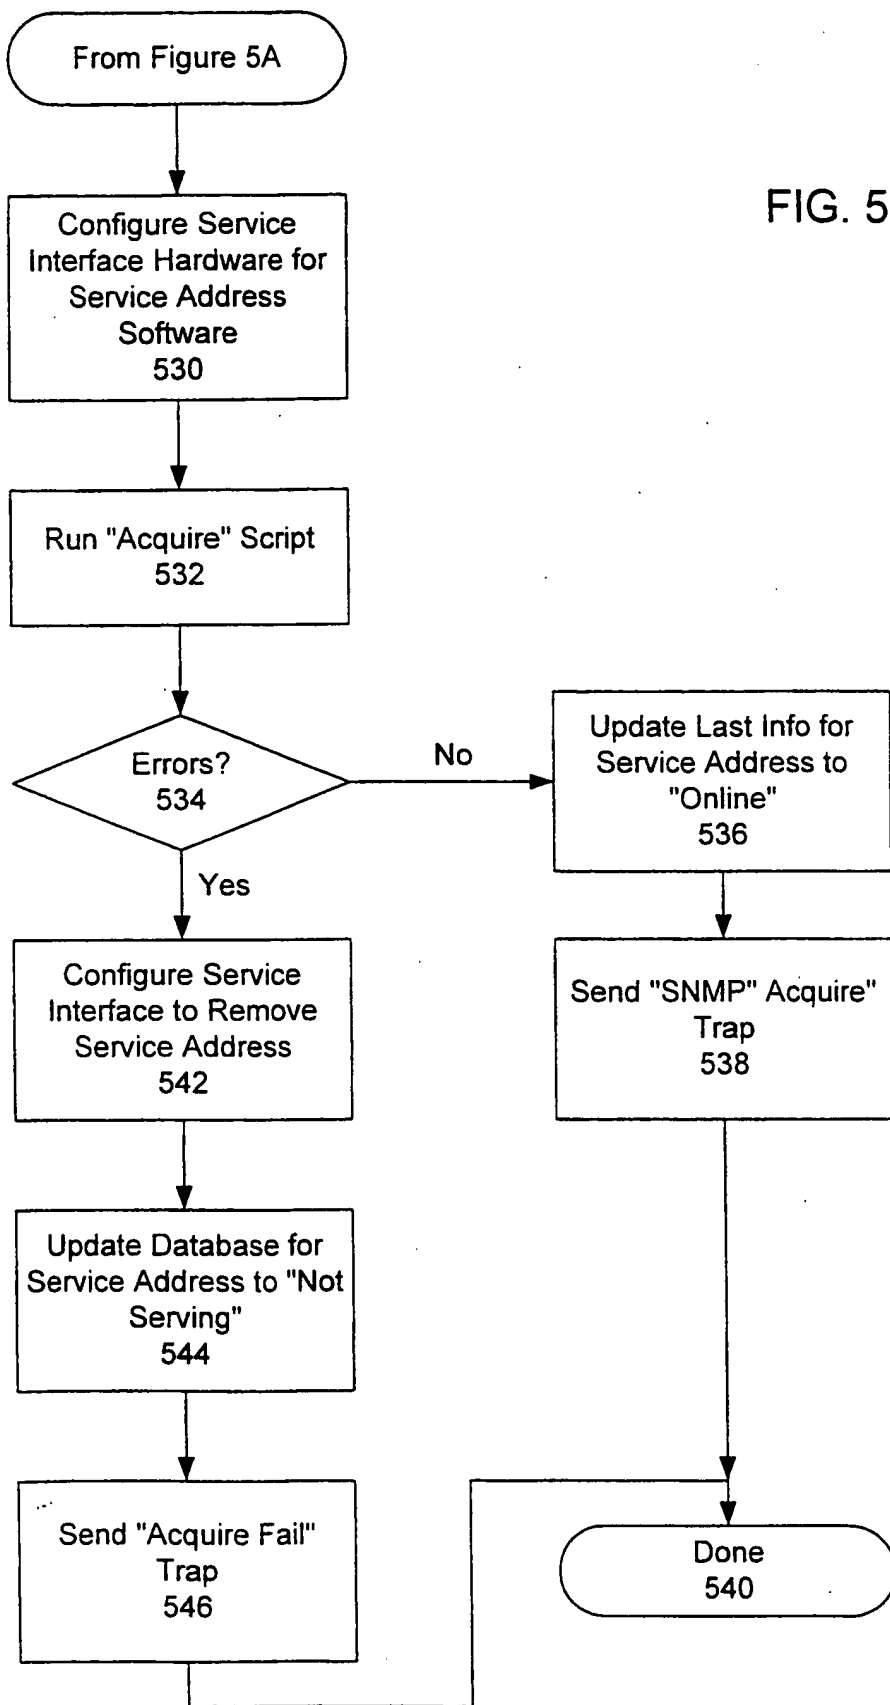 From Figure 5A
FIG. 5
Configure Service
Interface Hardware for
Service Address
Software
530
Run "Acquire" Script
532
Errors?
534
No
Yes
Update Last Info for
Service Address to
"Online"
536
Send "SNMP" Acquire"
Trap
538
Configure Service
Interface to Remove
Service Address
542
Update Database for
Service Address to "Not
Serving"
544
Send "Acquire Fail"
Trap
546
Done
540